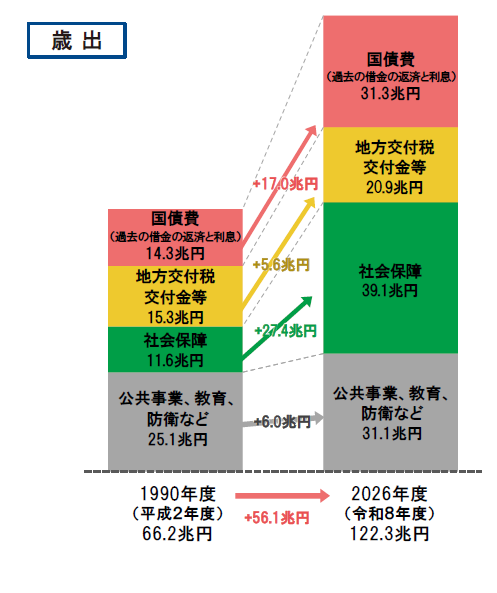 歳出
国債費
(過去の借金の返済と利息)
31.3兆円
地方交付税
交付金等
20.9兆円
社会保障
39.1兆円
公共事業、教育、
防衛など
31.1兆円
+17.0兆円
+5.6兆円
+27.4兆円
+6.0兆円
国債費
(過去の借金の返済と利息)
14.3兆円
地方交付税
交付金等
15.3兆円
社会保障
11.6兆円
公共事業、教育、
防衛など
25.1兆円
1990年度
(平成2年度)
66.2兆円
+56.1兆円
2026年度
(令和8年度)
122.3兆円